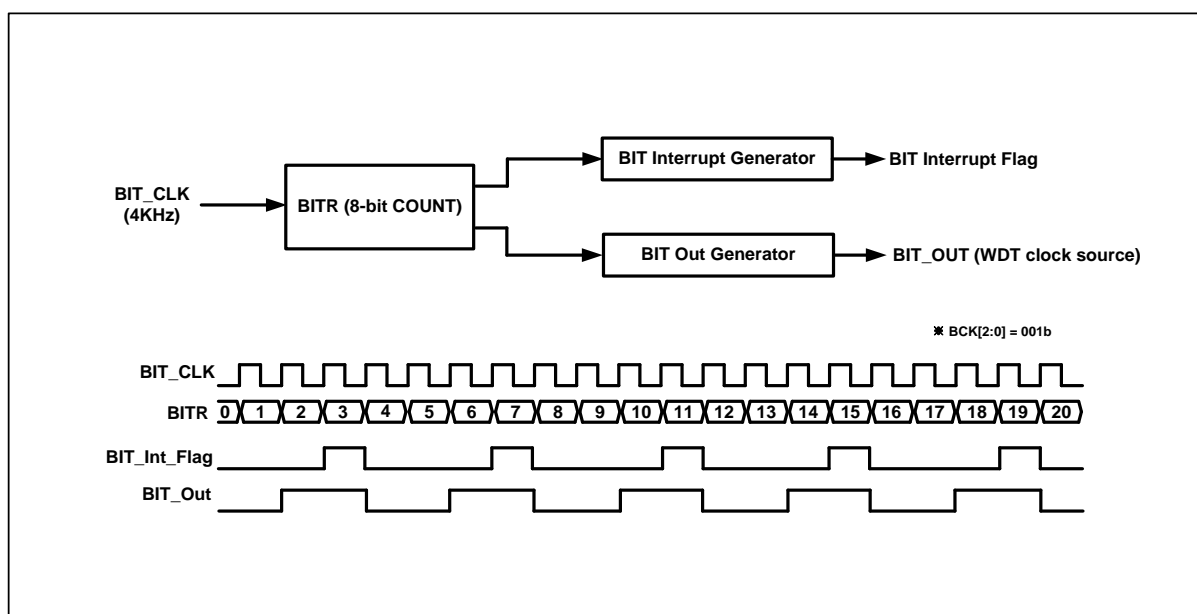 BIT Interrupt Generator
BIT Interrupt Flag
BIT_CLK
(4KHz)
BITR (8-bit COUNT)
BIT Out Generator
BIT_OUT (WDT clock source)
※ BCK[2:0] = 001b
BIT_CLK
BITR 0 1 2 3 4 5 6 7 8 9 10 11 12 13 14 15 16 17 18 19 20
BIT_Int_Flag
BIT_Out